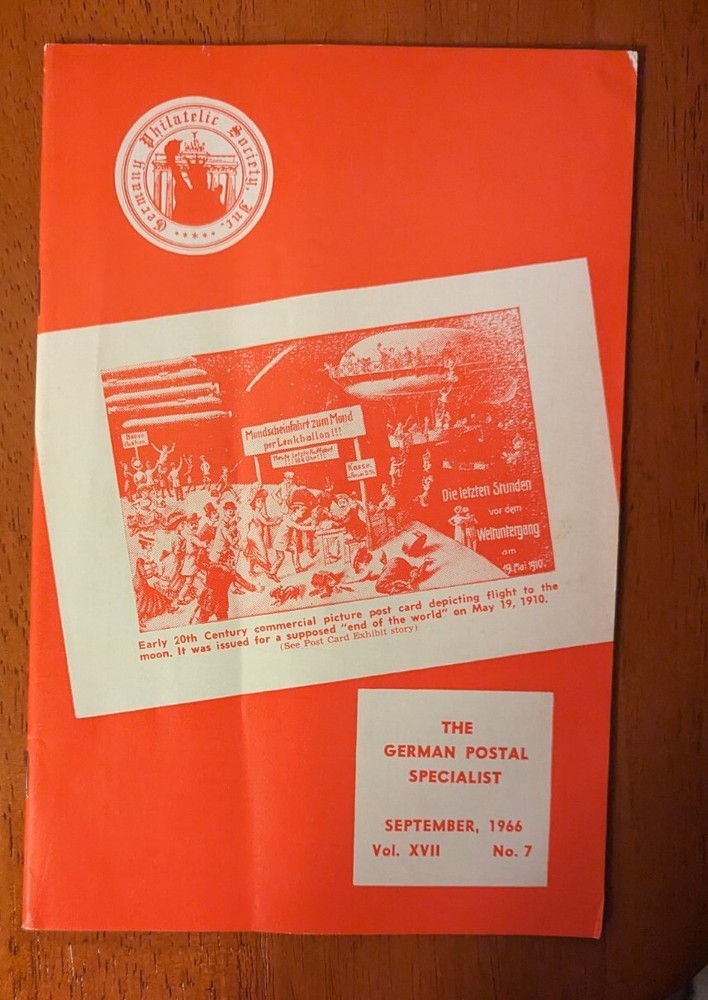 Germany Philatelic Society, Inc.
Mondscheinfahrt zum Mond
per Lenkballon!!!
Kasse
Die letzten Stunden
vor dem
Weltuntergang
am
19. Mai 1910.
Early 20th Century commercial picture post card depicting flight to the
moon. It was issued for a supposed "end of the world" on May 19, 1910.
(See Post Card Exhibit story)
THE
GERMAN POSTAL
SPECIALIST
SEPTEMBER, 1966
Vol. XVII No. 7